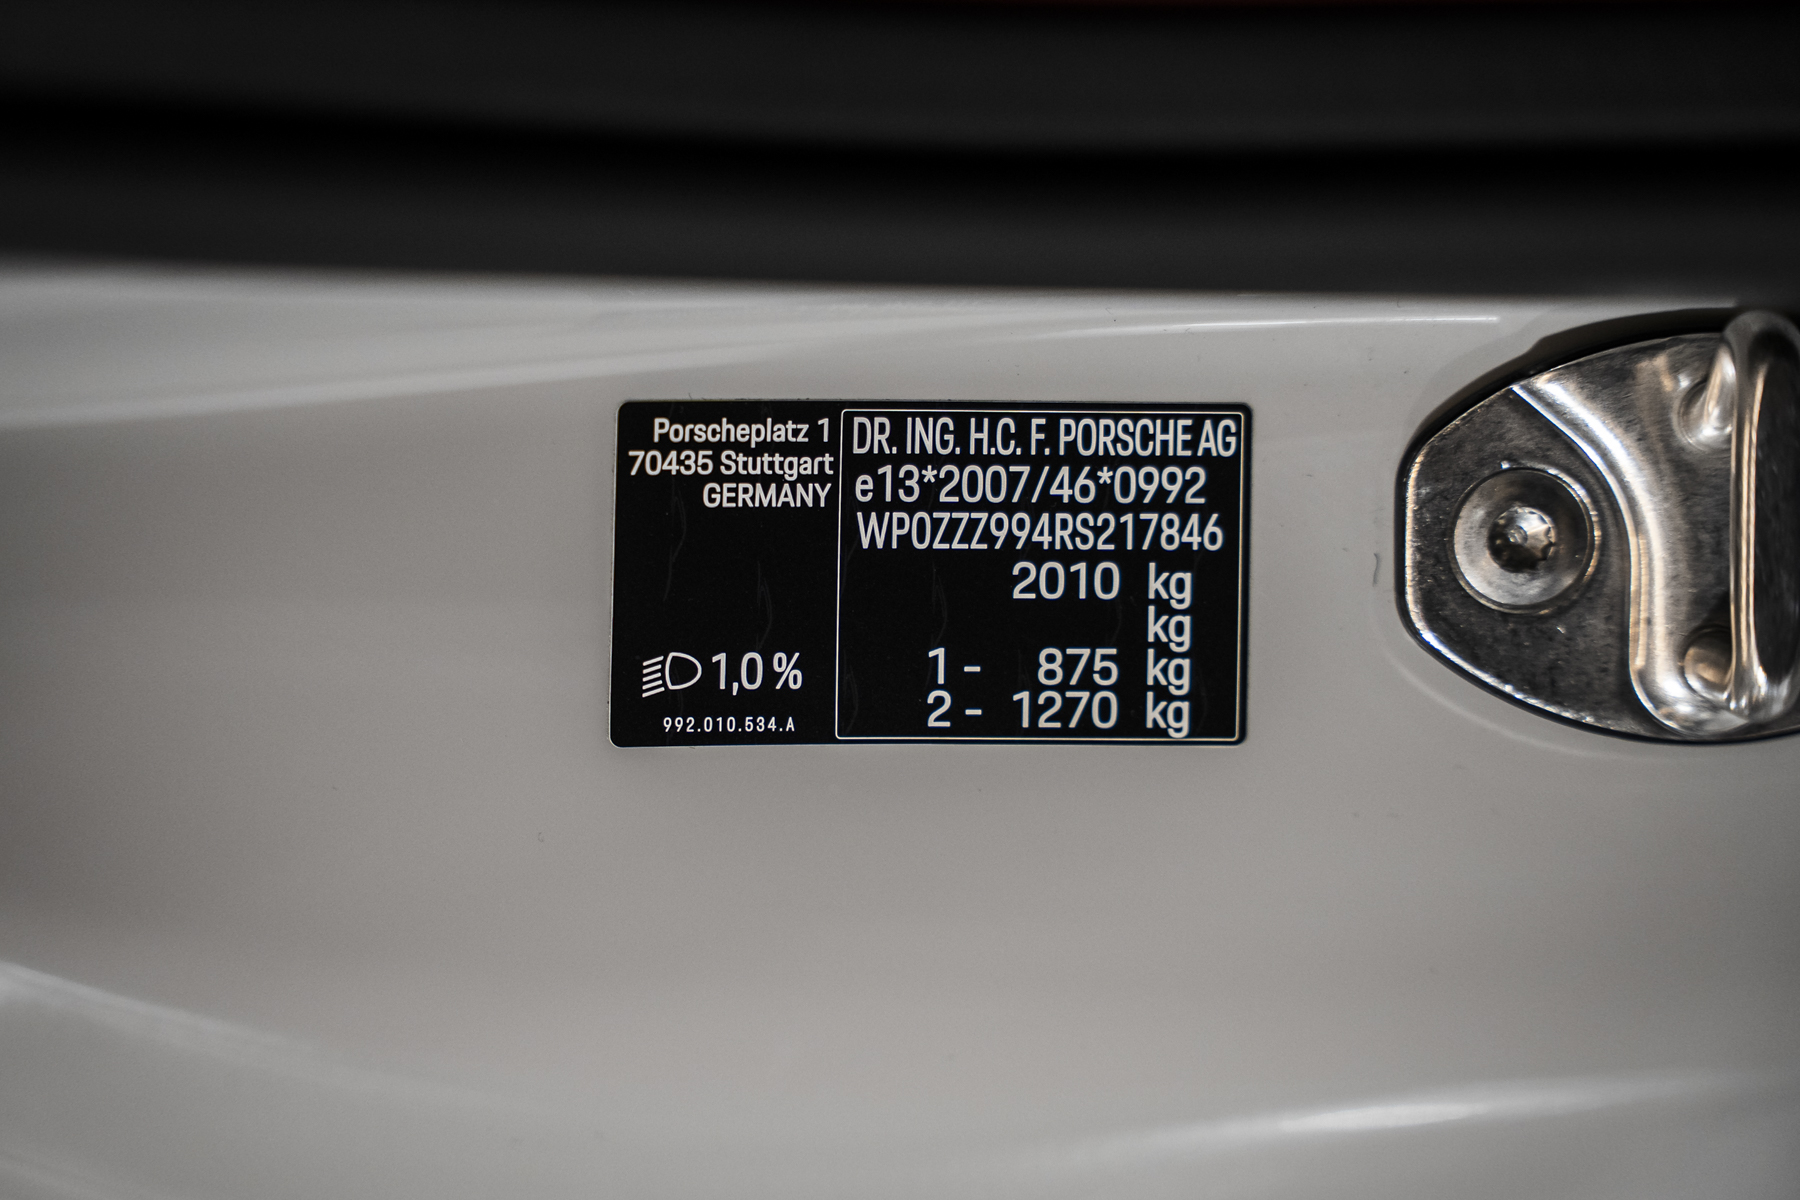 Porscheplatz 1
70435 Stuttgart
GERMANY
1,0 %
992.010.534.A
DR. ING. H.C. F. PORSCHE AG
e13*2007/46*0992
WP0ZZZ994RS217846
2010 kg
kg
1 - 875 kg
2 - 1270 kg